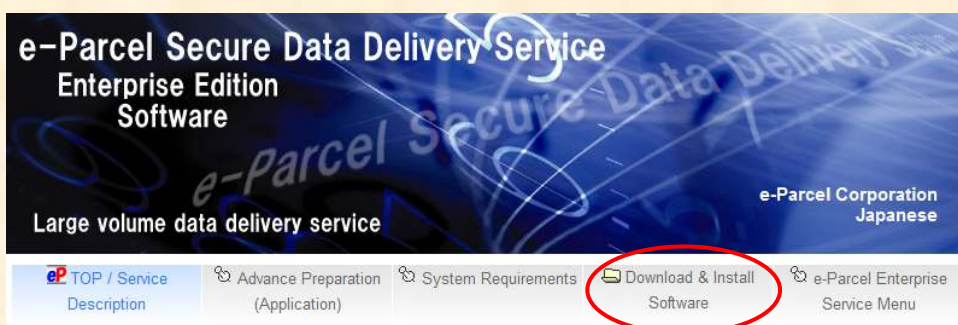 e-Parcel Secure Data Delivery Service
Enterprise Edition
Software
e-Parcel Secure Data Delivery
e-Parcel Corporation
Japanese
Large volume data delivery service
eP TOP / Service
Description
Advance Preparation
(Application)
System Requirements
Download & Install
Software
e-Parcel Enterprise
Service Menu